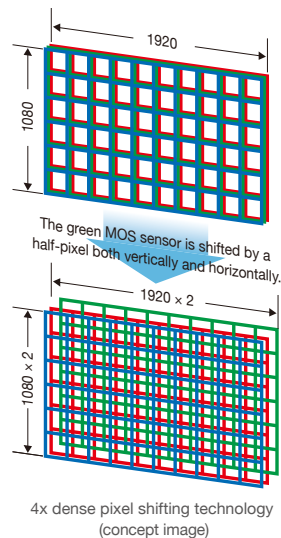 1920
1080
The green MOS sensor is shifted by a
half-pixel both vertically and horizontally.
1920 × 2
1080 × 2
4x dense pixel shifting technology
(concept image)